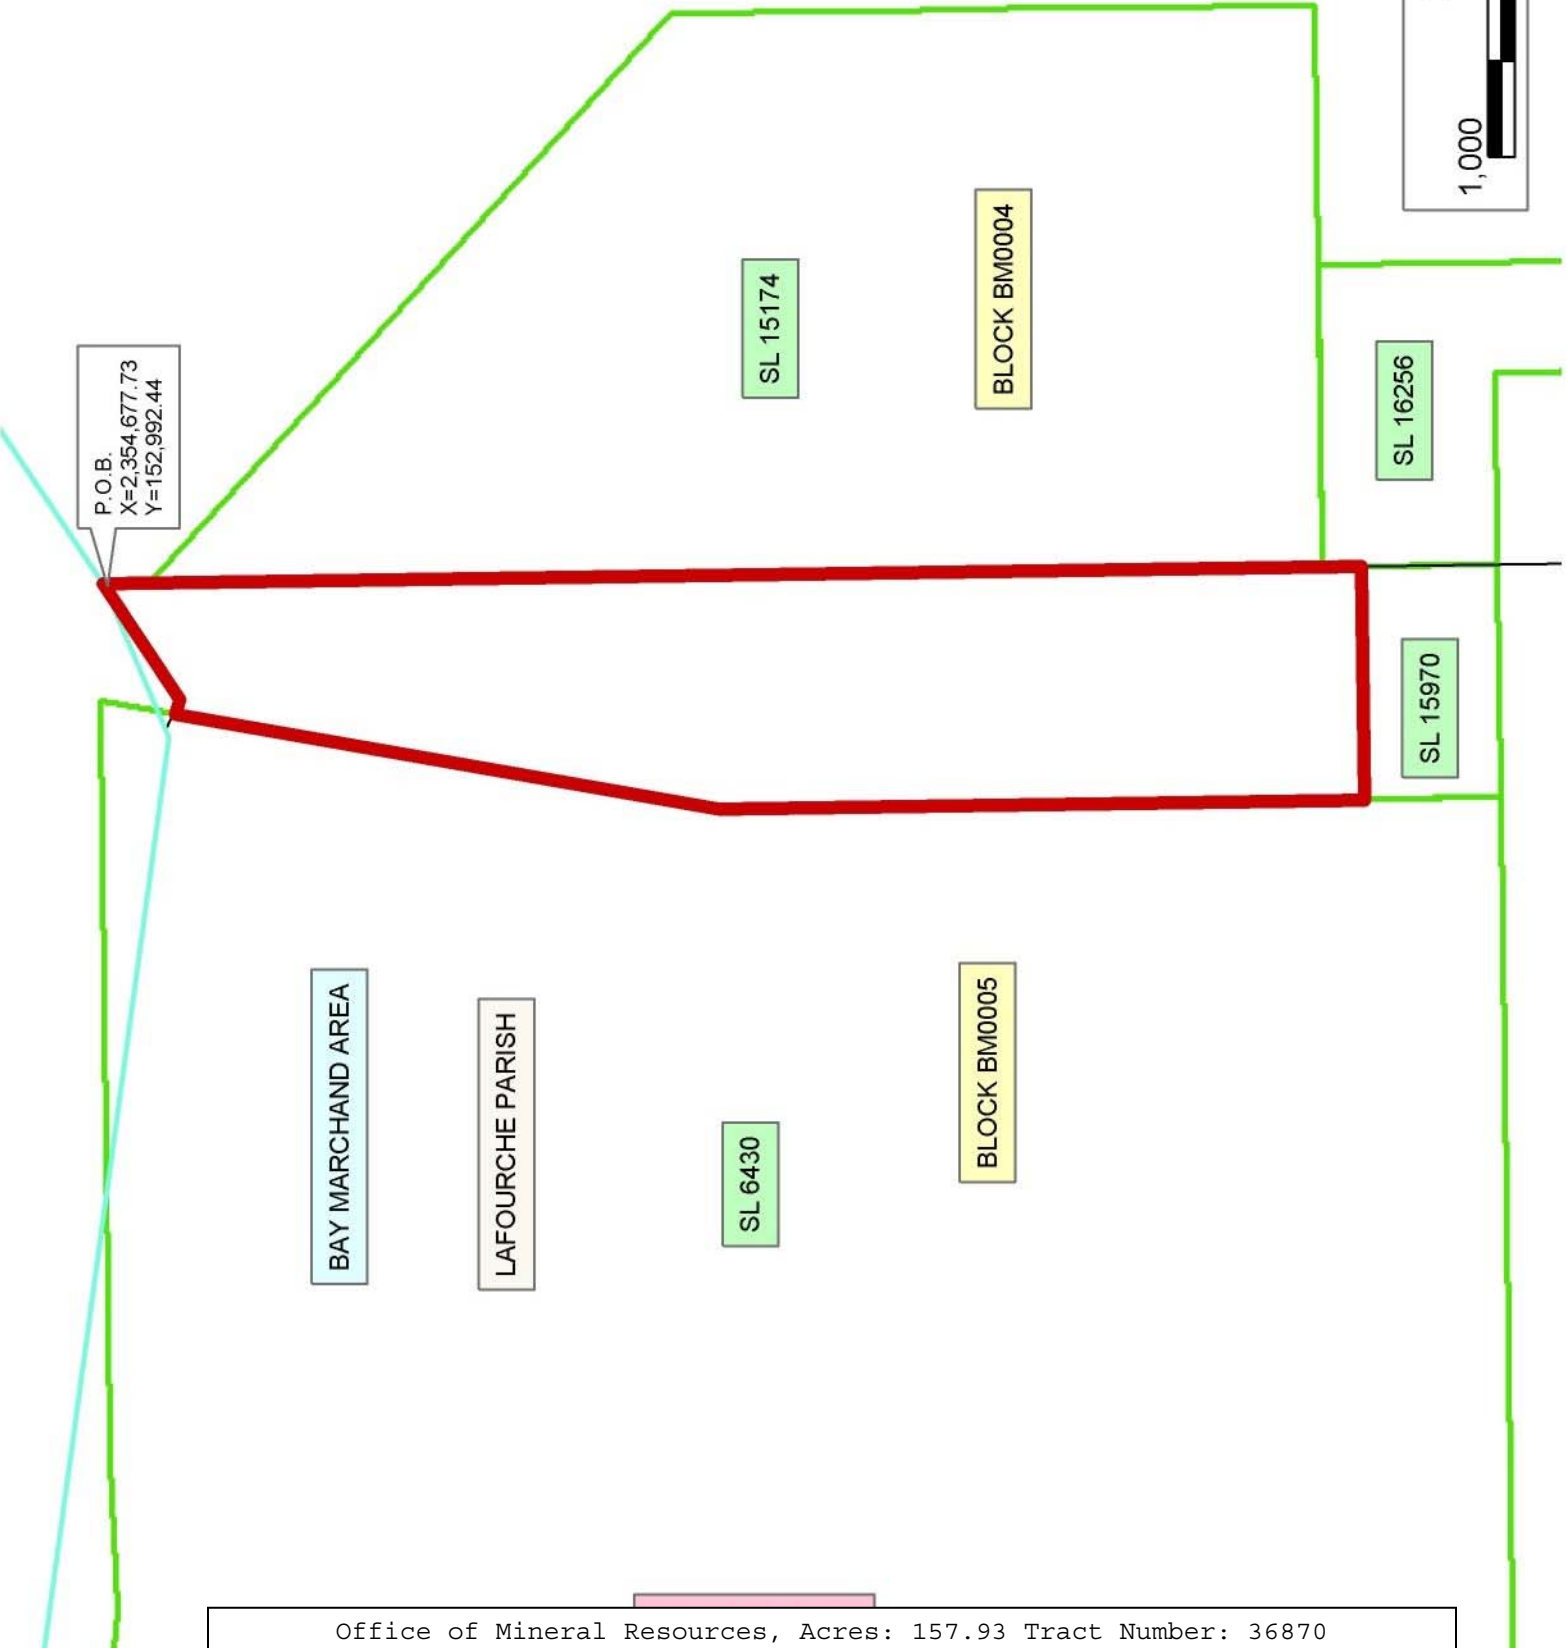 P.O.B.
X=2,354,677.73
Y=152,992.44
SL 15174
BLOCK BM0004
1,000
SL 16256
SL 15970
BAY MARCHAND AREA
LAFOURCHE PARISH
SL 6430
BLOCK BM0005
Office of Mineral Resources, Acres: 157.93 Tract Number: 36870